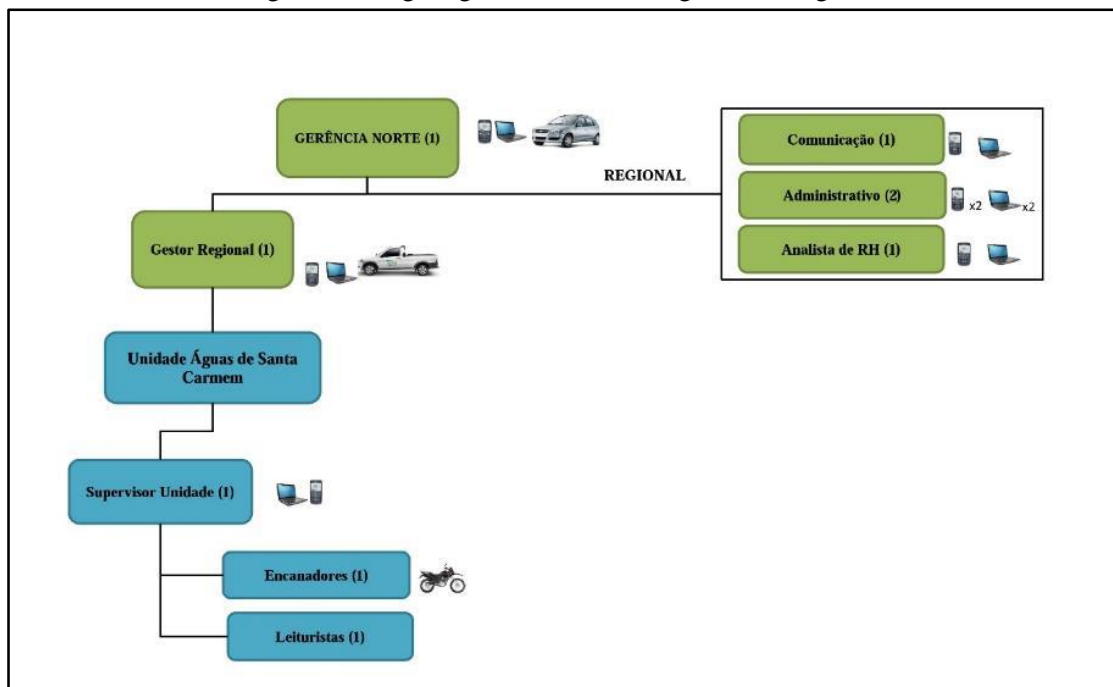 GERÊNCIA NORTE (1)
REGIONAL
Comunicação (1)
Administrativo (2)
x2
x2
Analista de RH (1)
Gestor Regional (1)
Unidade Águas de Santa
Carmem
Supervisor Unidade (1)
Encanadores (1)
Leituristas (1)